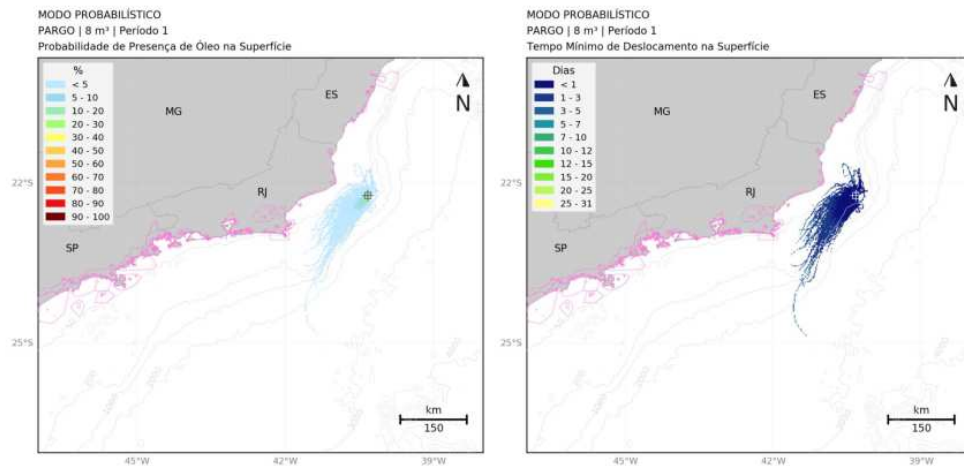 MODO PROBABILÍSTICO
PARGO | 8 m³ | Período 1
Probabilidade de Presença de Óleo na Superfície
%
< 5
5 - 10
10 - 20
20 - 30
30 - 40
40 - 50
50 - 60
60 - 70
70 - 80
80 - 90
90 - 100
ES
N
MG
22°S
RJ
SP
25°S
km
150
45°W
42°W
39°W
MODO PROBABILÍSTICO
PARGO | 8 m³ | Período 1
Tempo Mínimo de Deslocamento na Superfície
Dias
< 1
1 - 3
3 - 5
5 - 7
7 - 10
10 - 12
12 - 15
15 - 20
20 - 25
25 - 31
ES
N
MG
22°S
RJ
SP
25°S
km
150
45°W
42°W
39°W